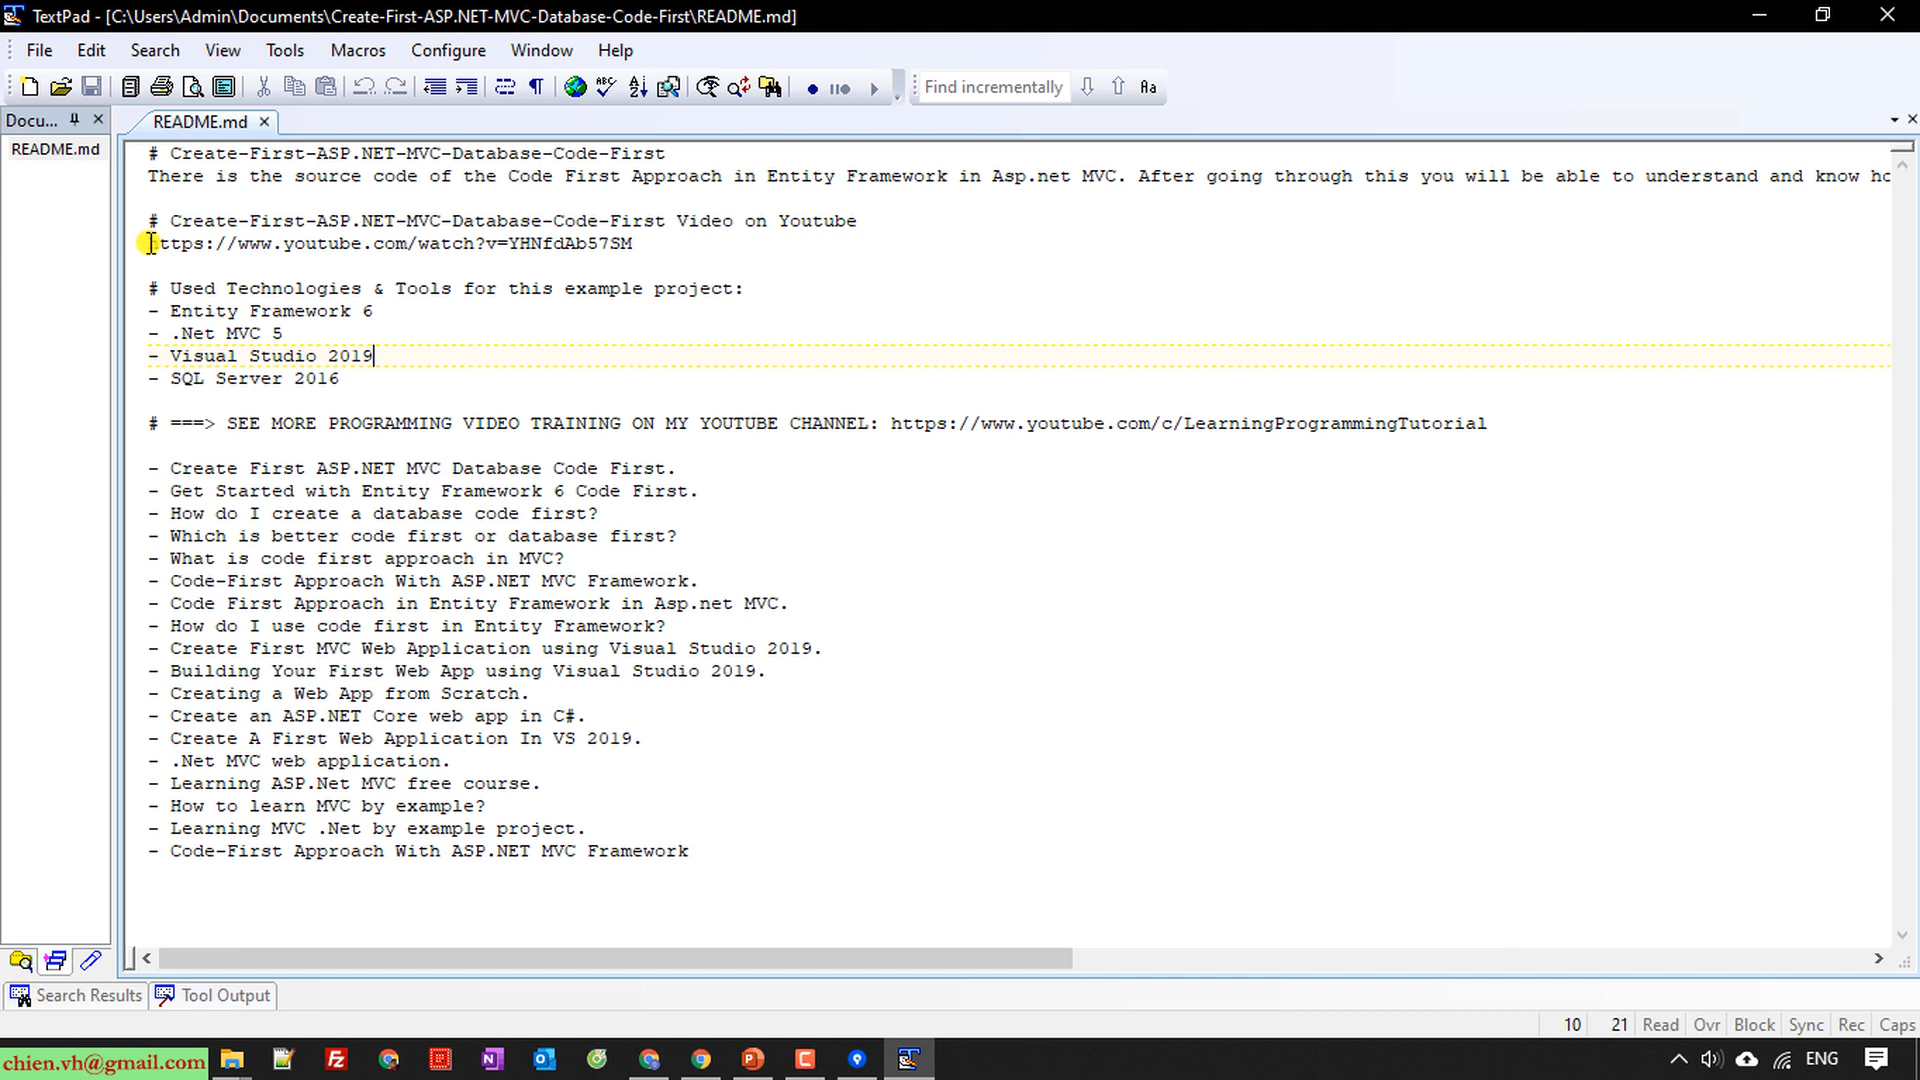 TextPad - [C:\Users\Admin\Documents\Create-First-ASP.NET-MVC-Database-Code-First\README.md]
File Edit Search View Tools Macros Configure Window Help
Find incrementally
Docu...
README.md
README.md
# Create-First-ASP.NET-MVC-Database-Code-First
There is the source code of the Code First Approach in Entity Framework in Asp.net MVC. After going through this you will be able to understand and know ho
# Create-First-ASP.NET-MVC-Database-Code-First Video on Youtube
https://www.youtube.com/watch?v=YHNfdAb57SM
# Used Technologies & Tools for this example project:
- Entity Framework 6
- .Net MVC 5
- Visual Studio 2019
- SQL Server 2016
# ===> SEE MORE PROGRAMMING VIDEO TRAINING ON MY YOUTUBE CHANNEL: https://www.youtube.com/c/LearningProgrammingTutorial
- Create First ASP.NET MVC Database Code First.
- Get Started with Entity Framework 6 Code First.
- How do I create a database code first?
- Which is better code first or database first?
- What is code first approach in MVC?
- Code-First Approach With ASP.NET MVC Framework.
- Code First Approach in Entity Framework in Asp.net MVC.
- How do I use code first in Entity Framework?
- Create First MVC Web Application using Visual Studio 2019.
- Building Your First Web App using Visual Studio 2019.
- Creating a Web App from Scratch.
- Create an ASP.NET Core web app in C#.
- Create A First Web Application In VS 2019.
- .Net MVC web application.
- Learning ASP.Net MVC free course.
- How to learn MVC by example?
- Learning MVC .Net by example project.
- Code-First Approach With ASP.NET MVC Framework
Search Results Tool Output
10 21 Read Ovr Block Sync Rec Caps
chien.vh@gmail.com ENG